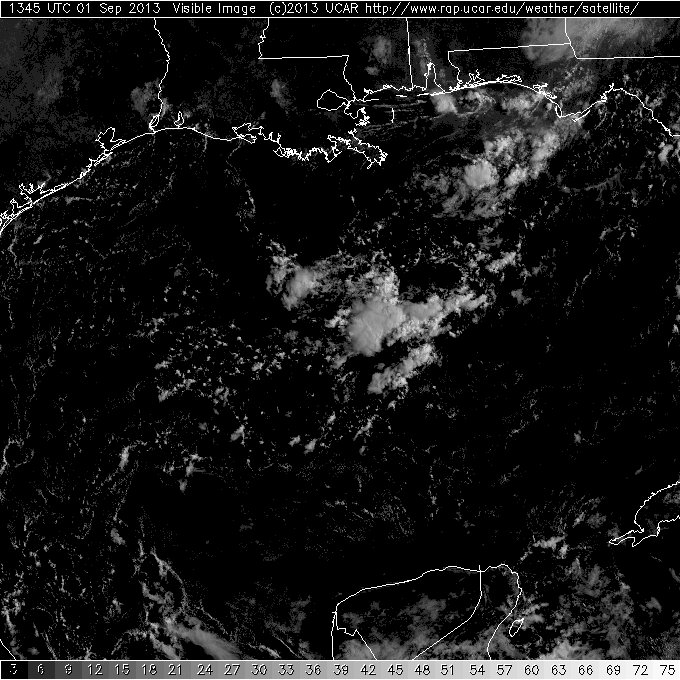 1345 UTC 01 Sep 2013 Visible Image (c)2013 UCAR http://www.rap.ucar.edu/weather/satellite/
3 6 9 12 15 18 21 24 27 30 33 36 39 42 45 48 51 54 57 60 63 66 69 72 75